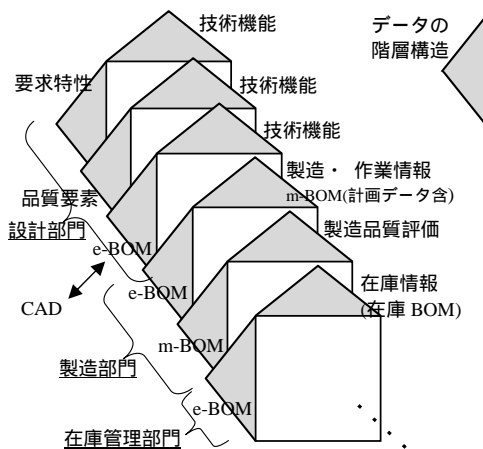 技術機能
データの
階層構造
要求特性
技術機能
技術機能
製造・ 作業情報
m-BOM(計画データ含)
品質要素
設計部門
製造品質評価
e-BOM
在庫情報
(在庫 BOM)
e-BOM
CAD
m-BOM
製造部門
e-BOM
在庫管理部門